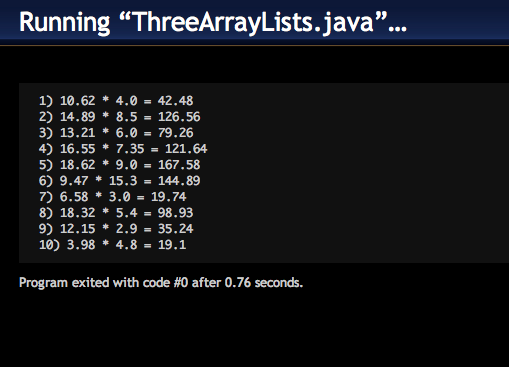 Running “ThreeArrayLists.java”…
1) 10.62 * 4.0 = 42.48
2) 14.89 * 8.5 = 126.56
3) 13.21 * 6.0 = 79.26
4) 16.55 * 7.35 = 121.64
5) 18.62 * 9.0 = 167.58
6) 9.47 * 15.3 = 144.89
7) 6.58 * 3.0 = 19.74
8) 18.32 * 5.4 = 98.93
9) 12.15 * 2.9 = 35.24
10) 3.98 * 4.8 = 19.1
Program exited with code #0 after 0.76 seconds.